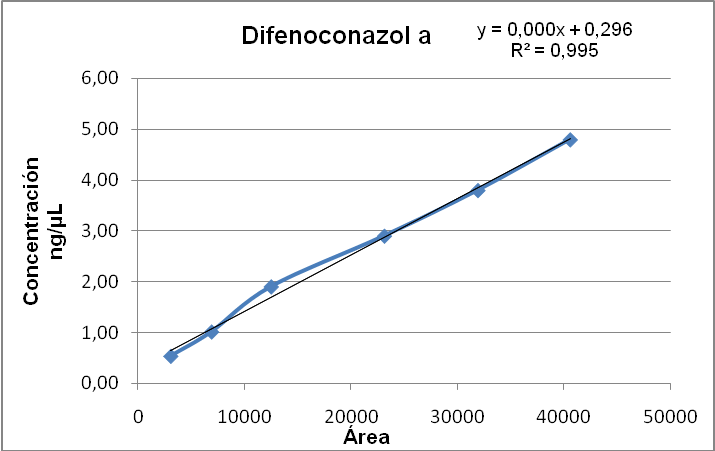 Difenoconazol a
y = 0,000x + 0,296
R² = 0,995
Concentración
ng/µL
6,00
5,00
4,00
3,00
2,00
1,00
0,00
0 10000 20000 30000 40000 50000
Área